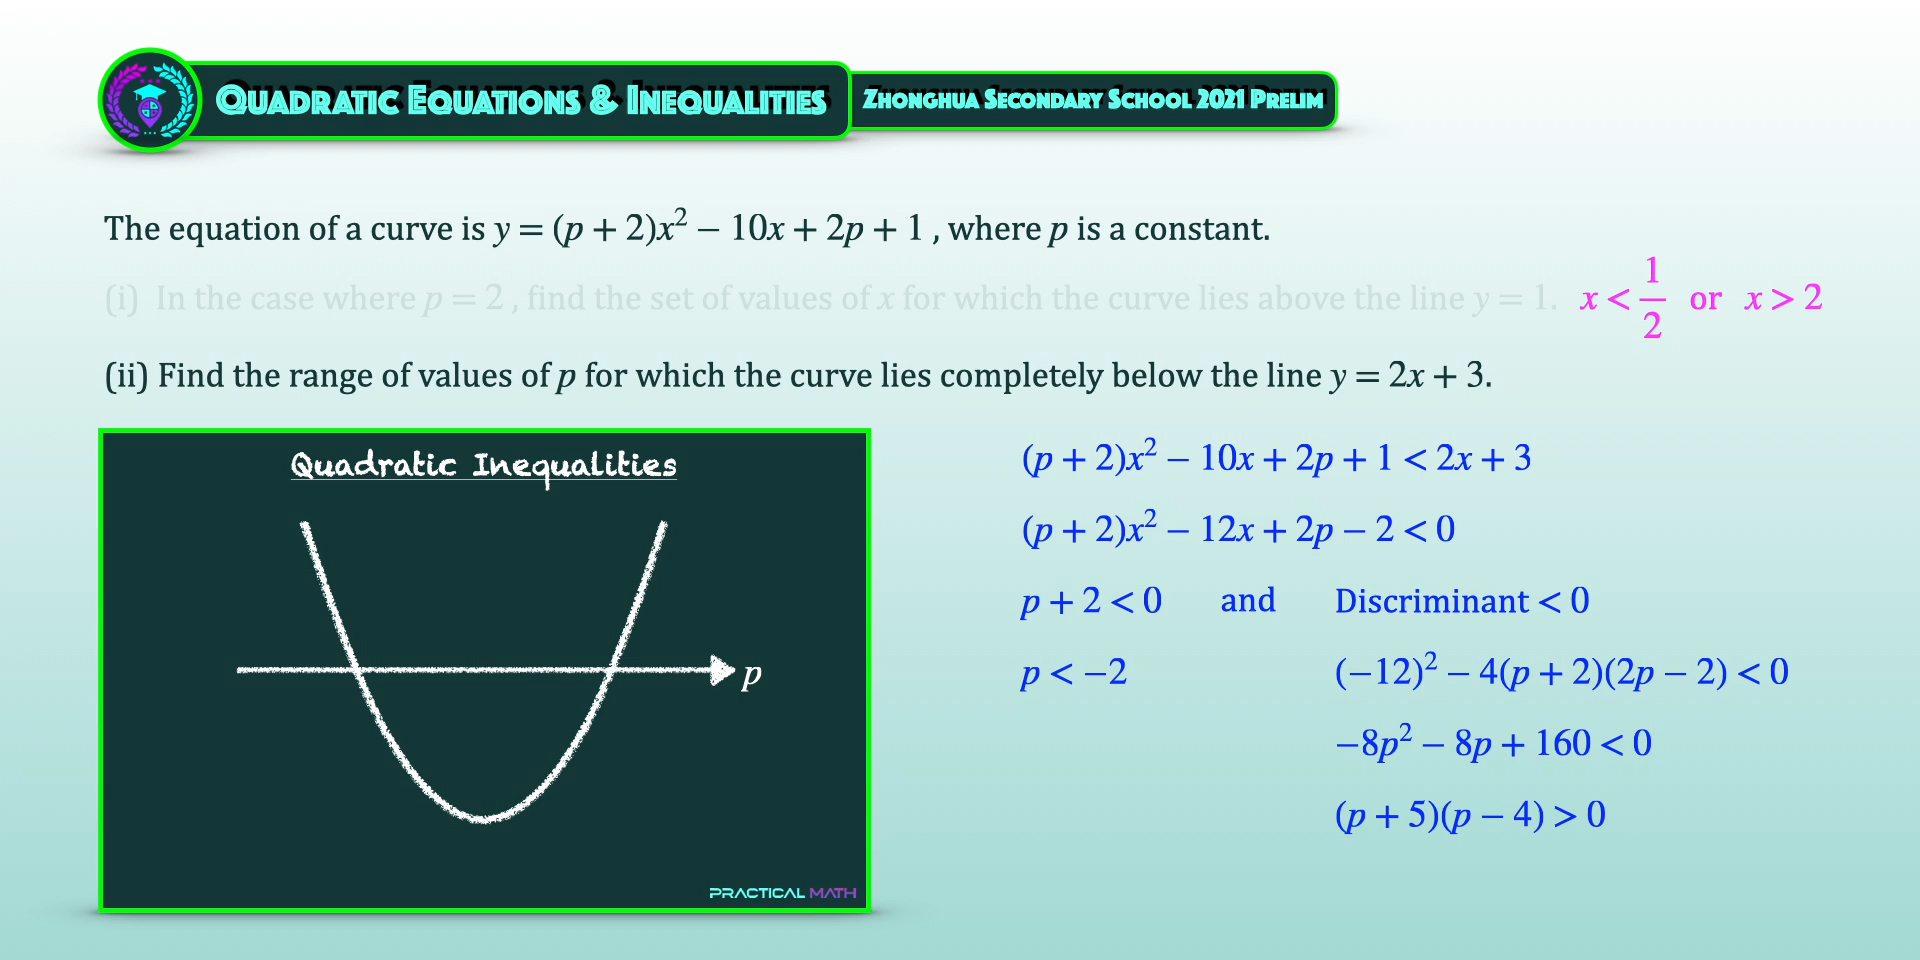 Quadratic Equations & Inequalities
Zhonghua Secondary School 2021 Prelim
The equation of a curve is y = (p + 2)x² − 10x + 2p + 1 , where p is a constant.
(i) In the case where p = 2 , find the set of values of x for which the curve lies above the line y = 1. x < 1/2 or x > 2
(ii) Find the range of values of p for which the curve lies completely below the line y = 2x + 3.
Quadratic Inequalities
p
PRACTICAL MATH
(p + 2)x² − 10x + 2p + 1 < 2x + 3
(p + 2)x² − 12x + 2p − 2 < 0
p + 2 < 0 and Discriminant < 0
p < −2 (−12)² − 4(p + 2)(2p − 2) < 0
−8p² − 8p + 160 < 0
(p + 5)(p − 4) > 0